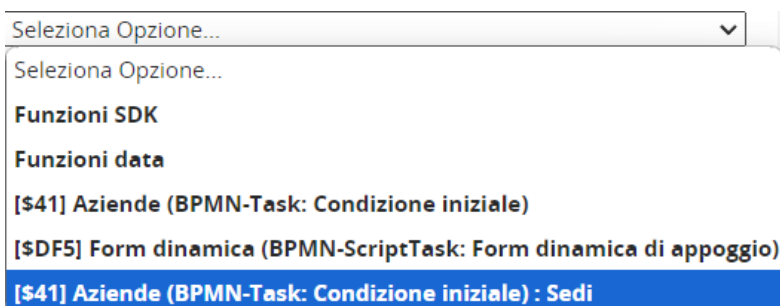 Seleziona Opzione...
Seleziona Opzione...
Funzioni SDK
Funzioni data
[$41] Aziende (BPMN-Task: Condizione iniziale)
[$DF5] Form dinamica (BPMN-ScriptTask: Form dinamica di appoggio)
[$41] Aziende (BPMN-Task: Condizione iniziale) : Sedi